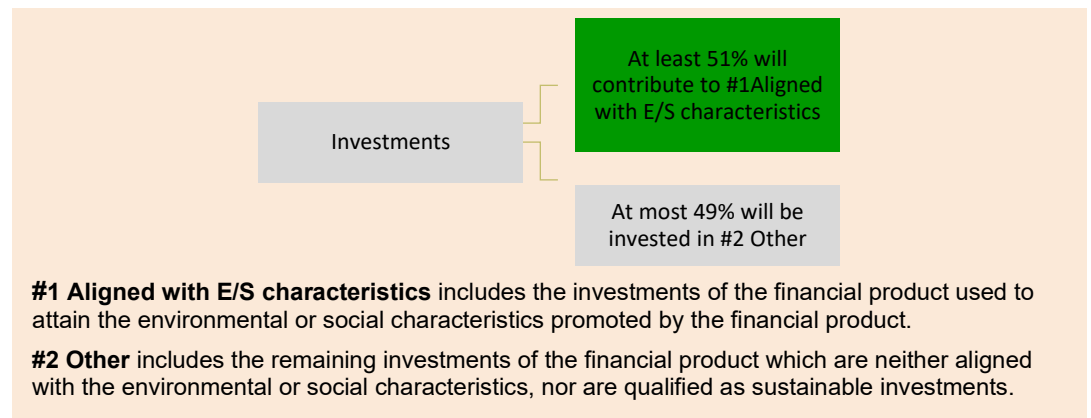 At least 51% will
contribute to #1Aligned
with E/S characteristics
Investments
At most 49% will be
invested in #2 Other
#1 Aligned with E/S characteristics includes the investments of the financial product used to
attain the environmental or social characteristics promoted by the financial product.
#2 Other includes the remaining investments of the financial product which are neither aligned
with the environmental or social characteristics, nor are qualified as sustainable investments.